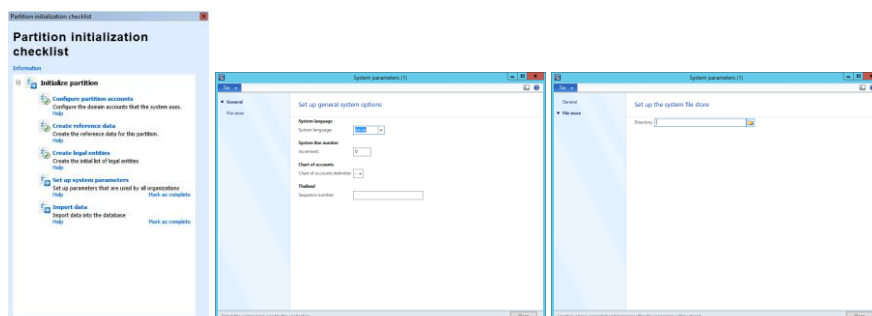 Partition initialization checklist
Partition initialization
checklist
Information
Initialize partition
Configure partition accounts
Configure the domain accounts that the system uses.
Help
Create reference data
Create the reference data for this partition.
Help
Create legal entities
Create the initial list of legal entities
Help
Set up system parameters
Set up parameters that are used by all organizations
Help Mark as complete
Import data
Import data into the database
Help Mark as complete
System parameters (1)
File
General
File store
Set up general system options
System language
System language:
System line number
Increment: 0
Chart of accounts
Chart of accounts delimiter: -
Thailand
Sequence number:
Close
System parameters (1)
File
General
File store
Set up the system file store
Directory:
Close